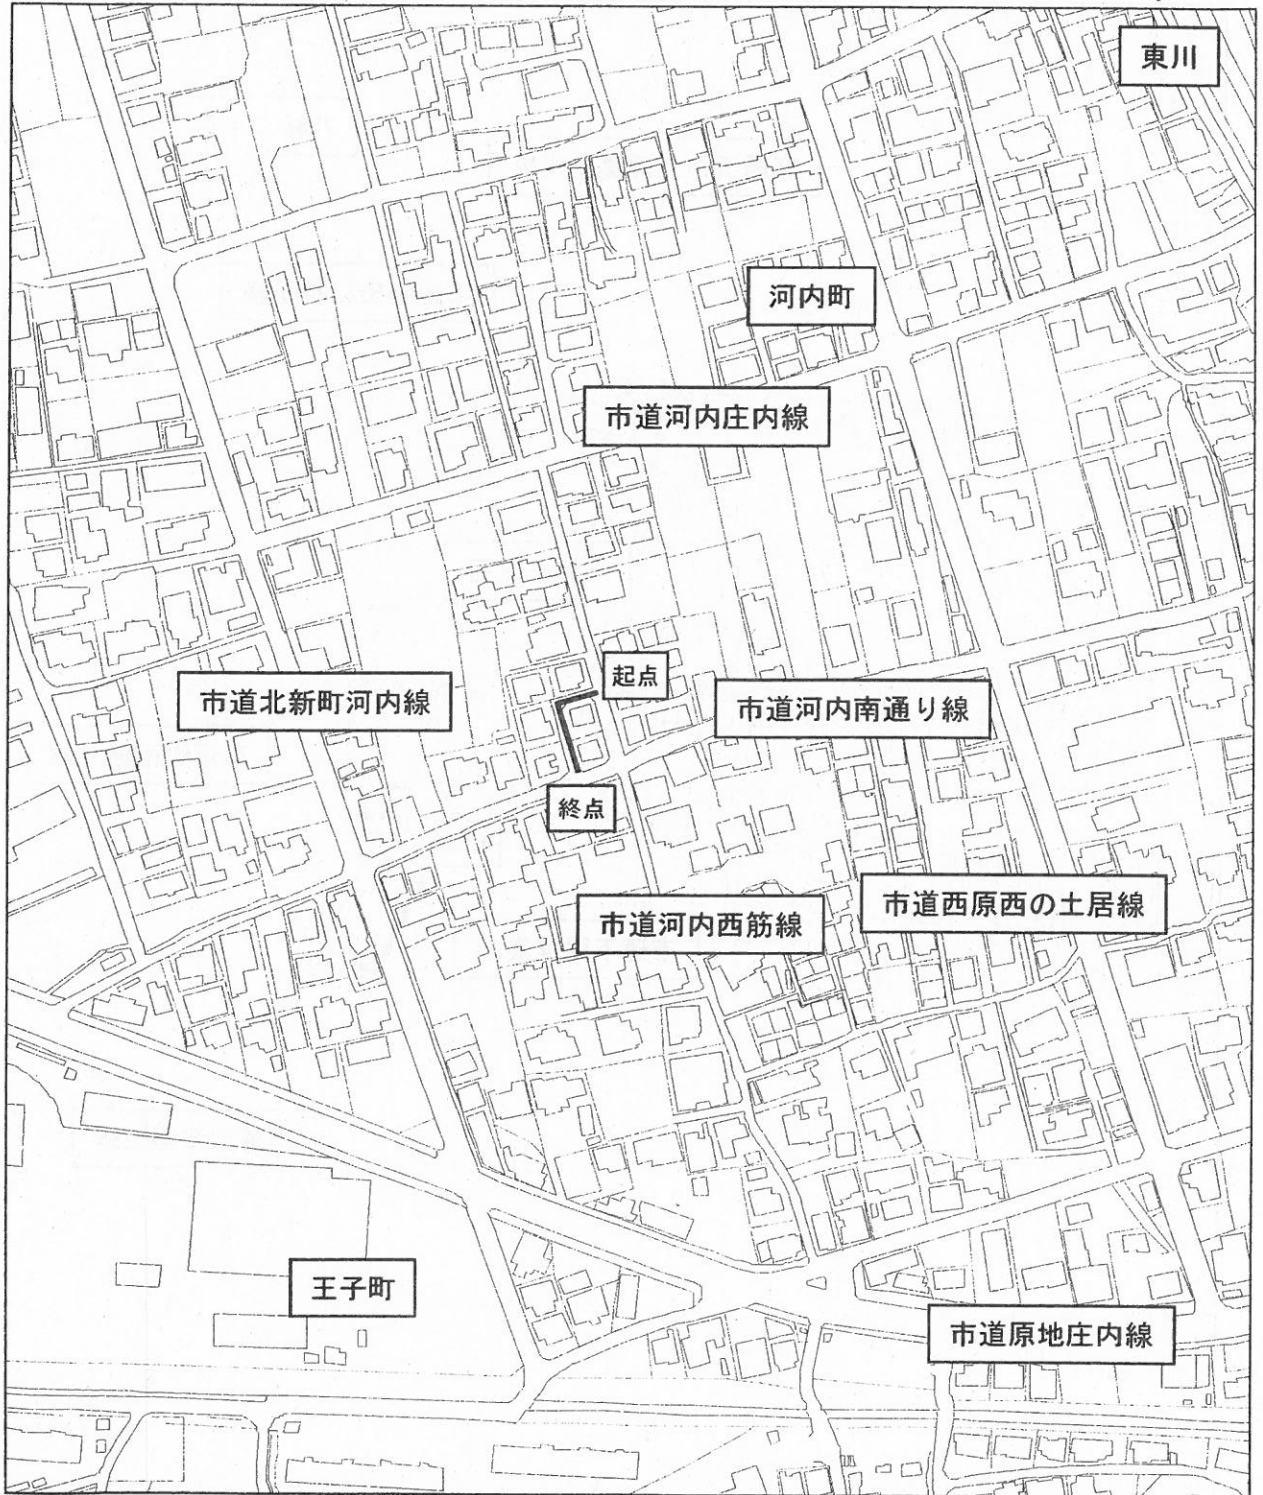 東川
河内町
市道河内庄内線
起点
市道北新町河内線
市道河内南通り線
終点
市道西原西の土居線
市道河内西筋線
王子町
市道原地庄内線